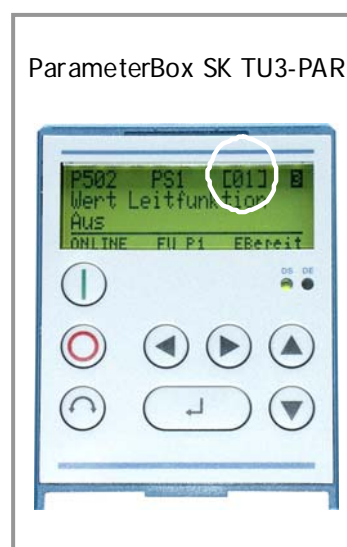 ParameterBox SK TU3-PAR
P502 PS1 [01] B
Wert Leitfunktion
Aus
ONLINE FU P1 EBereit
DS DE